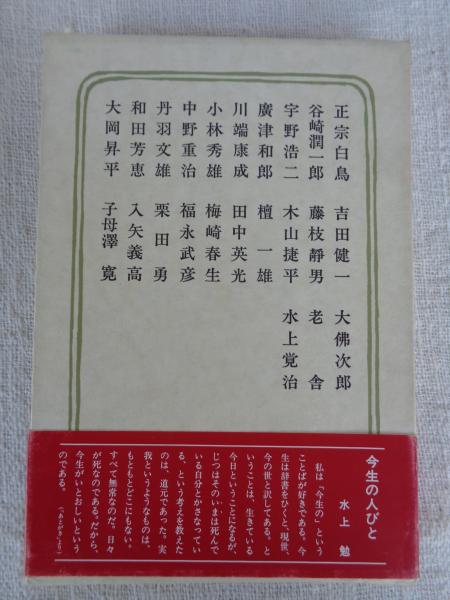 正宗白鳥 吉田健一 大佛次郎
谷崎潤一郎 藤枝靜男 老舎
宇野浩二 木山捷平 水上覚治
廣津和郎 檀一雄
川端康成 田中英光
小林秀雄 梅崎春生
中野重治 福永武彦
丹羽文雄 栗田勇
和田芳恵 入矢義高
大岡昇平 子母澤寛
今生の人びと
水上勉
私は「今生の」という
ことばが好きである。今
生は辞書をひくと、現世、
今の世と訳してある。と
いうことは、生きている
今日ということになるが、
じつはそのいまは死んで
いる自分とかさなってい
る、という考えを教えた
のは、道元であった。実
我というようなものは、
もともとどこにもない。
すべて無常なのだ。日々
が死なのである。だから、
今生がいとおしいという
のである。
(「あとがき」より)